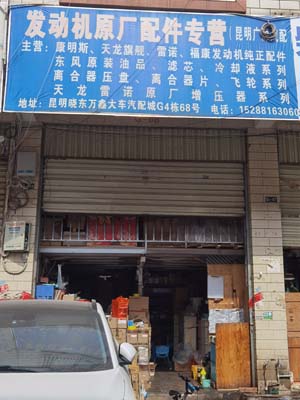 发动机原厂配件专营(昆明广 配
主营:康明斯、天龙旗舰、雷诺、福康发动机纯正配件
东风原装油品、滤芯、冷却液系列
离合器压盘、离合器片、飞轮系列
天龙雷诺原厂增压器系列
地址:昆明晓东万鑫大车汽配城G4栋68号 电话:15288163060